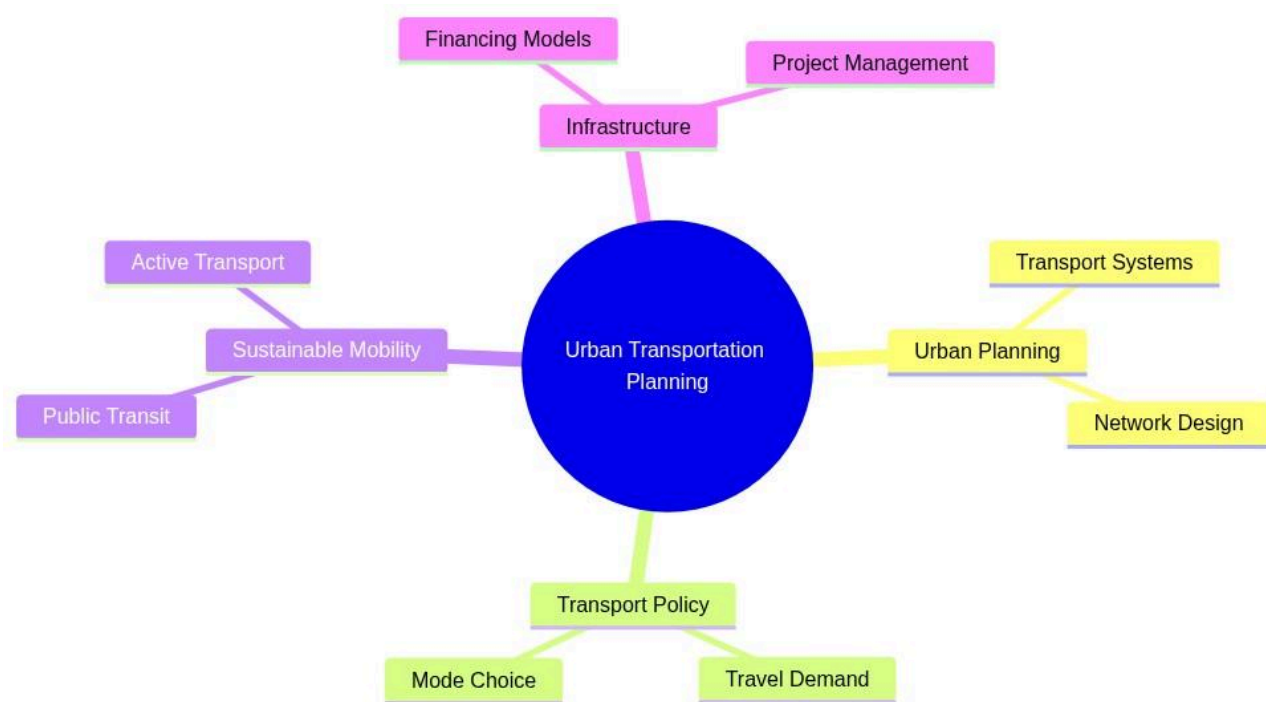 Financing Models
Project Management
Infrastructure
Active Transport
Transport Systems
Sustainable Mobility
Urban Transportation
Planning
Urban Planning
Public Transit
Network Design
Transport Policy
Mode Choice
Travel Demand